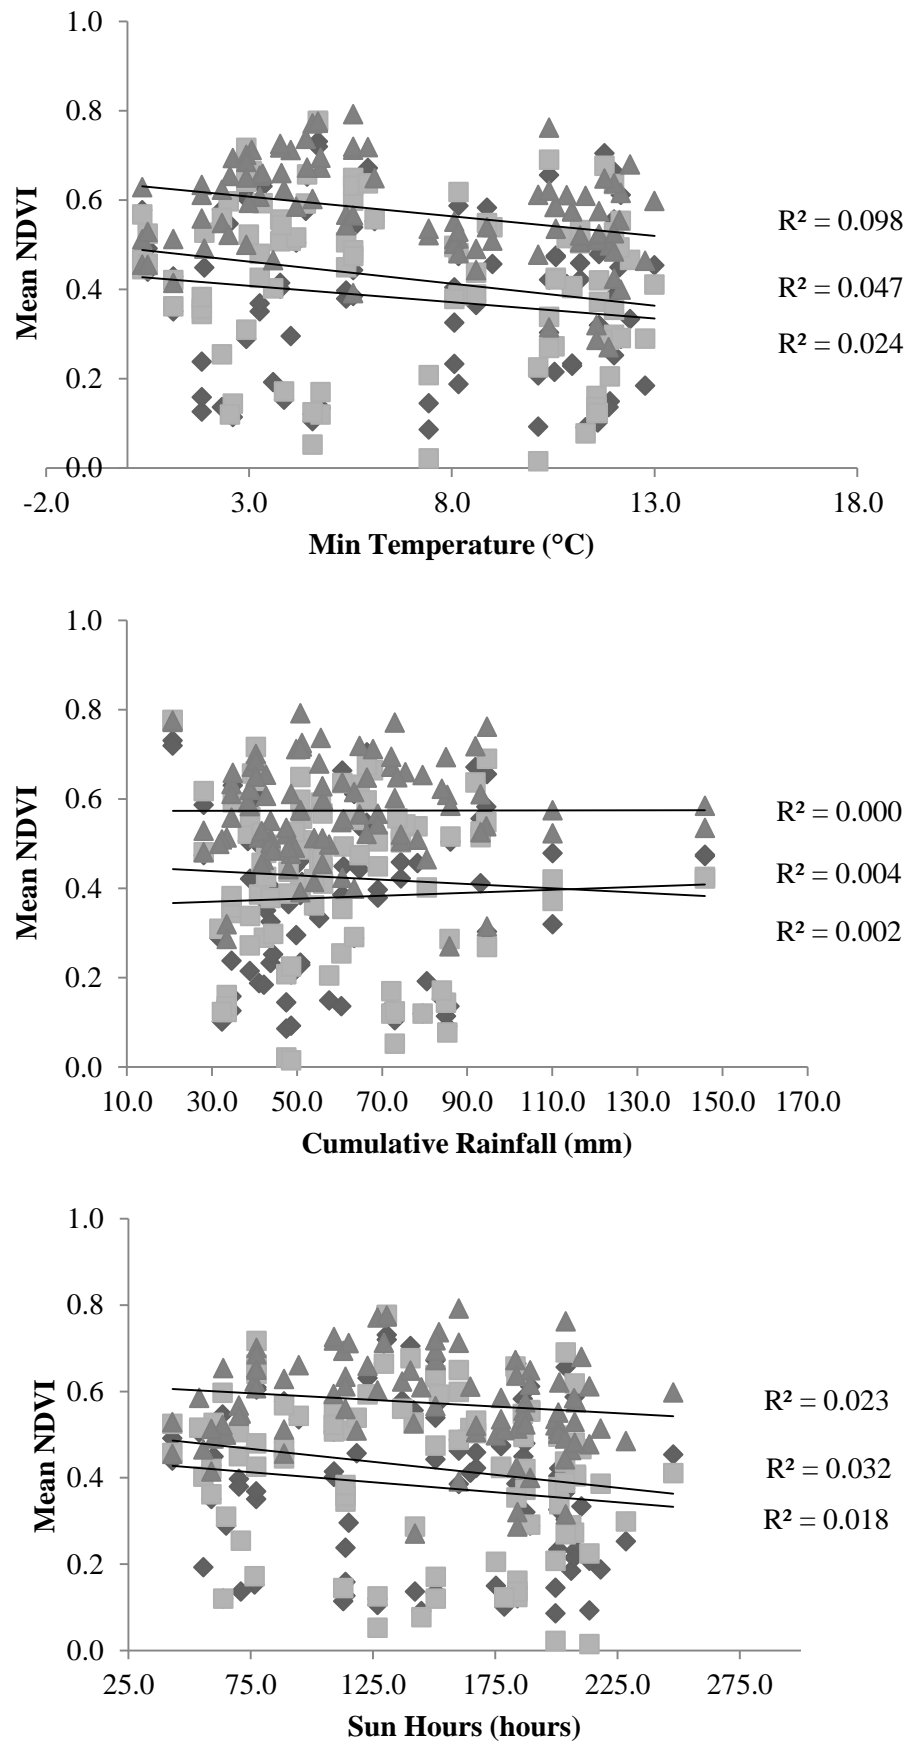 1.0
0.8
0.6
0.4
0.2
0.0
Mean NDVI
R² = 0.098
R² = 0.047
R² = 0.024
-2.0 3.0 8.0 13.0 18.0
Min Temperature (°C)
1.0
0.8
0.6
0.4
0.2
0.0
Mean NDVI
R² = 0.000
R² = 0.004
R² = 0.002
10.0 30.0 50.0 70.0 90.0 110.0 130.0 150.0 170.0
Cumulative Rainfall (mm)
1.0
0.8
0.6
0.4
0.2
0.0
Mean NDVI
R² = 0.023
R² = 0.032
R² = 0.018
25.0 75.0 125.0 175.0 225.0 275.0
Sun Hours (hours)